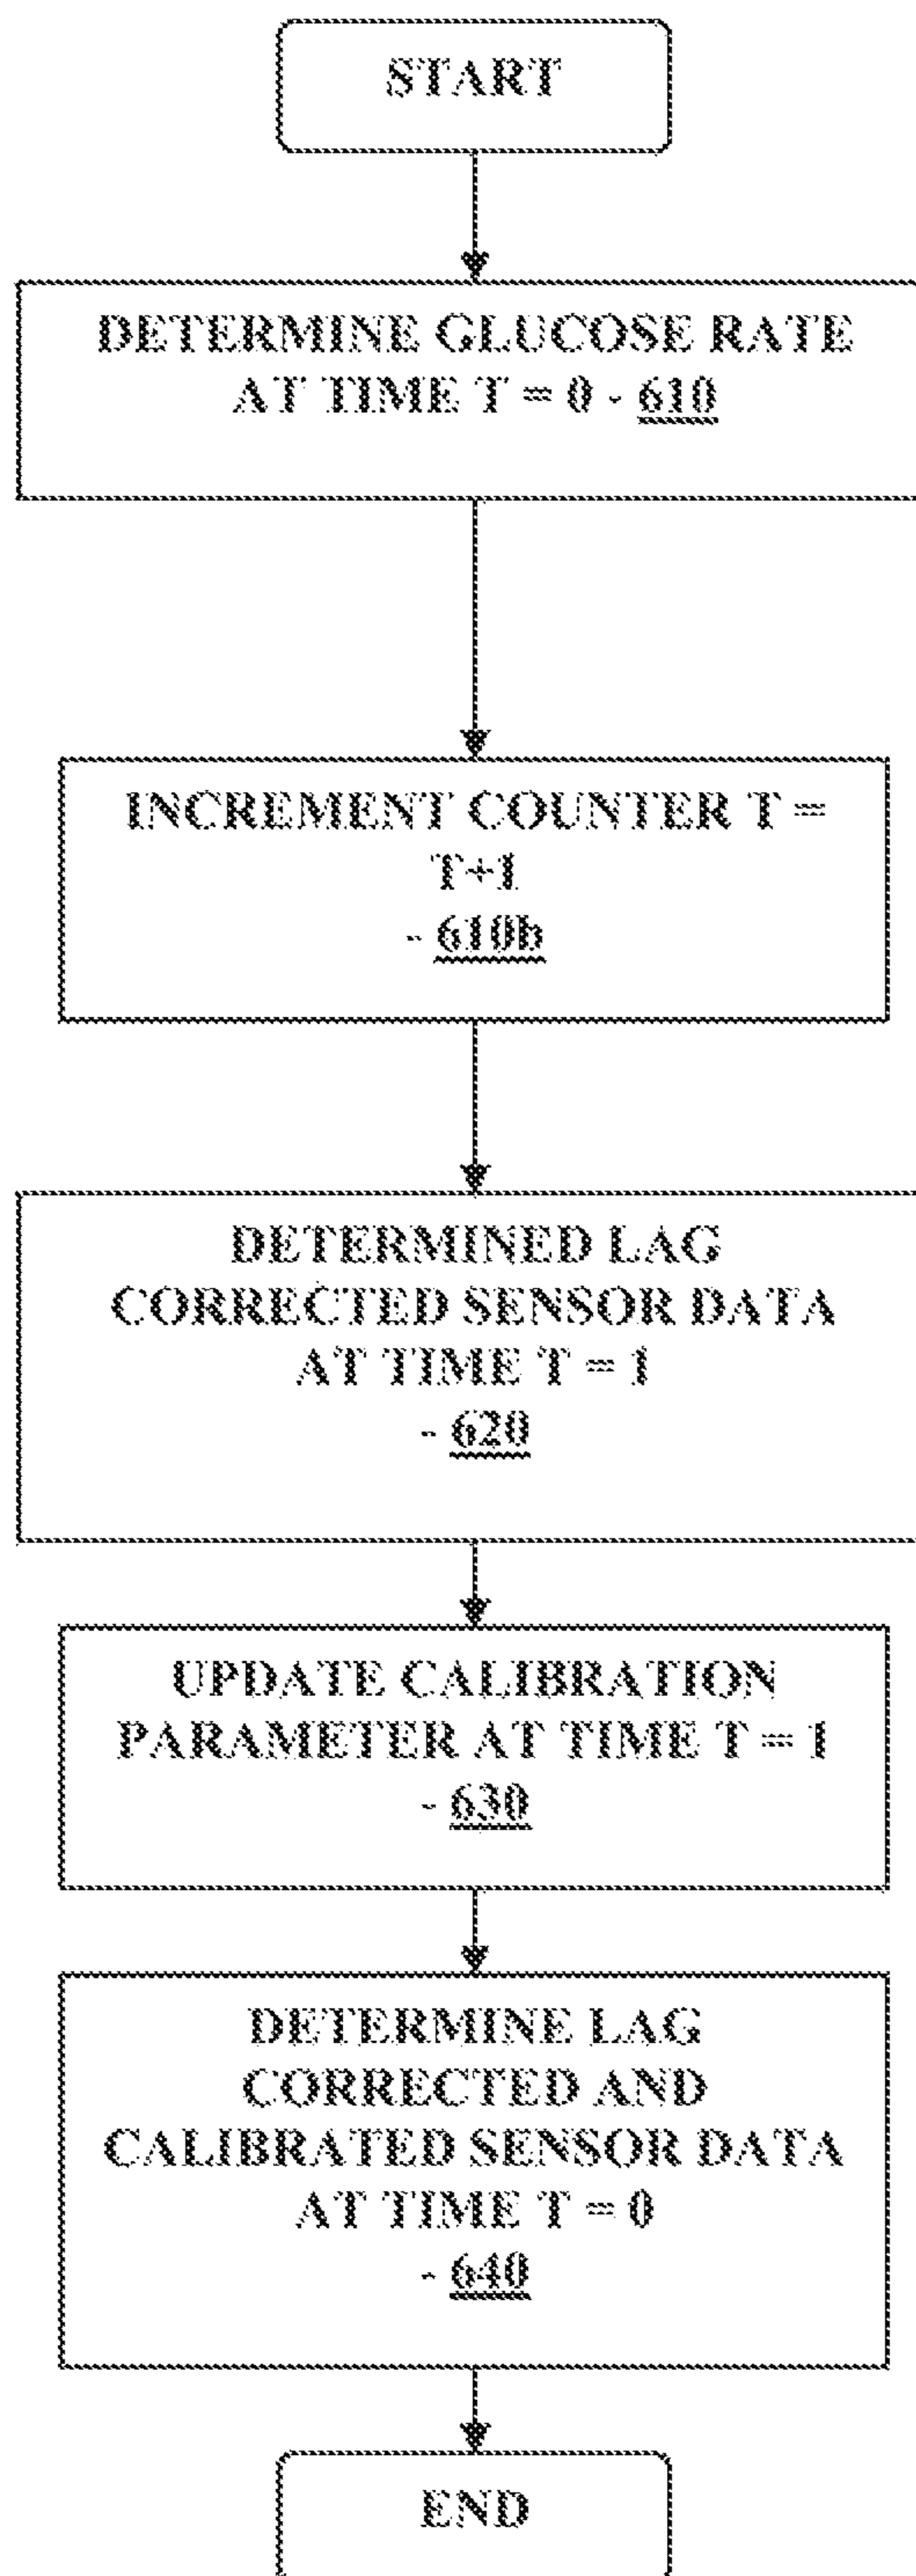 START
DETERMINE GLUCOSE RATE
AT TIME T = 0 - 610
INCREMENT COUNTER T =
T+1
- 610b
DETERMINED LAG
CORRECTED SENSOR DATA
AT TIME T = 1
- 620
UPDATE CALIBRATION
PARAMETER AT TIME T = 1
- 630
DETERMINE LAG
CORRECTED AND
CALIBRATED SENSOR DATA
AT TIME T = 0
- 640
END